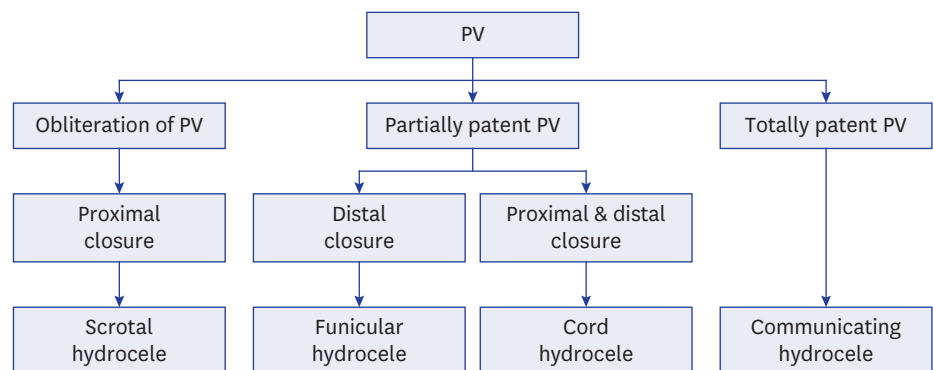 PV
Obliteration of PV
Partially patent PV
Totally patent PV
Proximal
closure
Distal
closure
Proximal & distal
closure
Scrotal
hydrocele
Funicular
hydrocele
Cord
hydrocele
Communicating
hydrocele